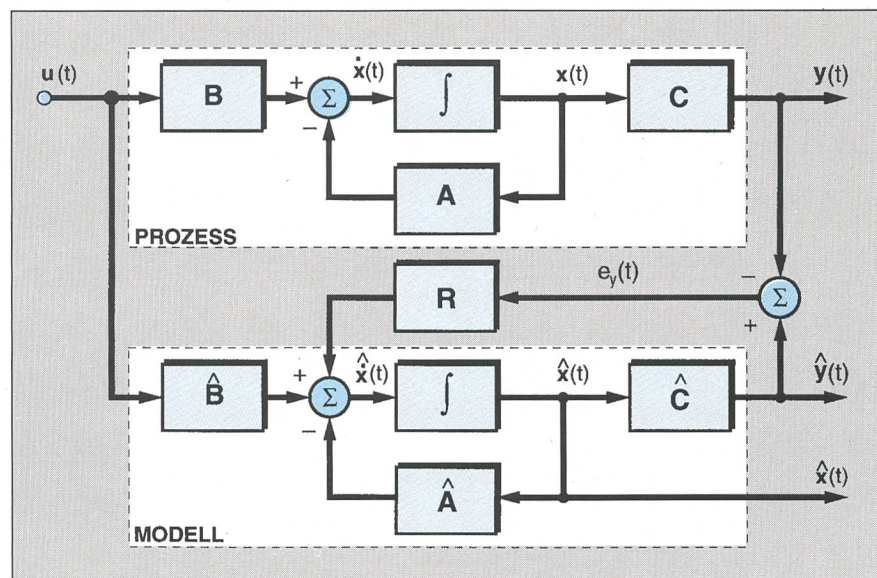 u(t)
B
+
Σ
−
ẋ(t)
∫
x(t)
C
y(t)
A
PROZESS
R
e_y(t)
−
Σ
+
B̂
+
Σ
−
x̂̇(t)
∫
x̂(t)
Ĉ
ŷ(t)
Â
x̂(t)
MODELL